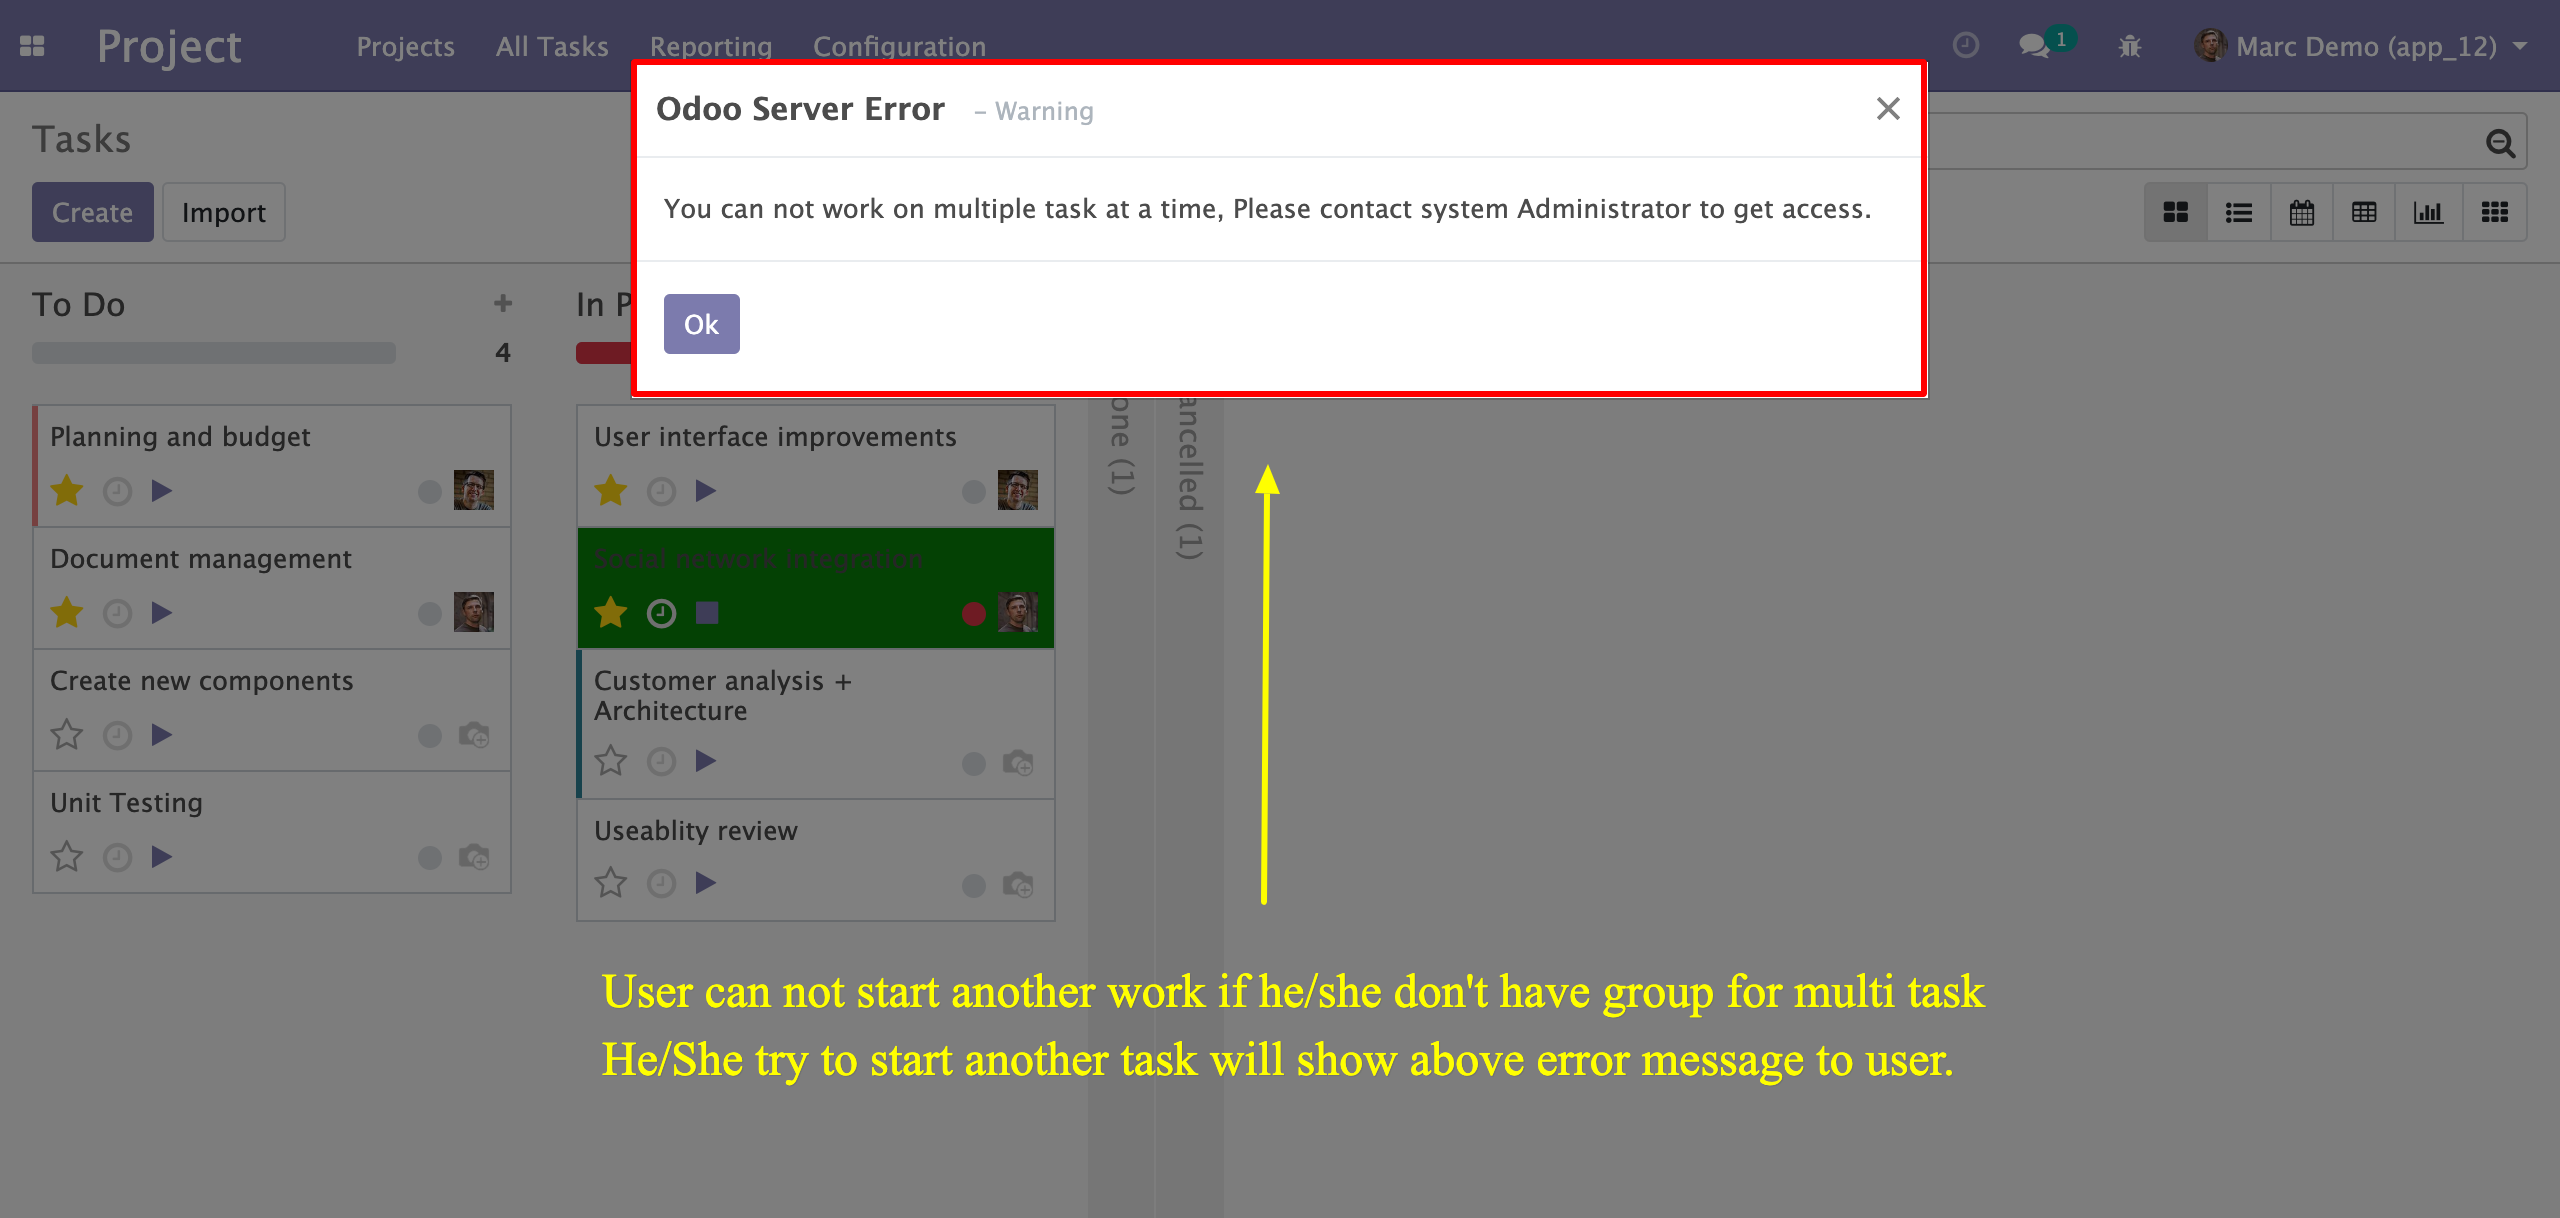 Project
Projects
All Tasks
Reporting
Configuration
1
Marc Demo (app_12)
Odoo Server Error – Warning
You can not work on multiple task at a time, Please contact system Administrator to get access.
Ok
Tasks
Create
Import
To Do
4
Planning and budget
Document management
Create new components
Unit Testing
In P
User interface improvements
Social network integration
Customer analysis +
Architecture
Useablity review
one (1)
ancelled (1)
User can not start another work if he/she don't have group for multi task
He/She try to start another task will show above error message to user.